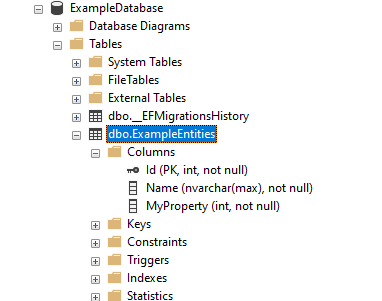 ExampleDatabase
Database Diagrams
Tables
System Tables
FileTables
External Tables
dbo.__EFMigrationsHistory
dbo.ExampleEntities
Columns
Id (PK, int, not null)
Name (nvarchar(max), not null)
MyProperty (int, not null)
Keys
Constraints
Triggers
Indexes
Statistics